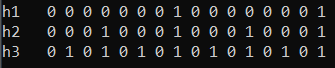 h1 0 0 0 0 0 0 0 1 0 0 0 0 0 0 0 1
h2 0 0 0 1 0 0 0 1 0 0 0 1 0 0 0 1
h3 0 1 0 1 0 1 0 1 0 1 0 1 0 1 0 1